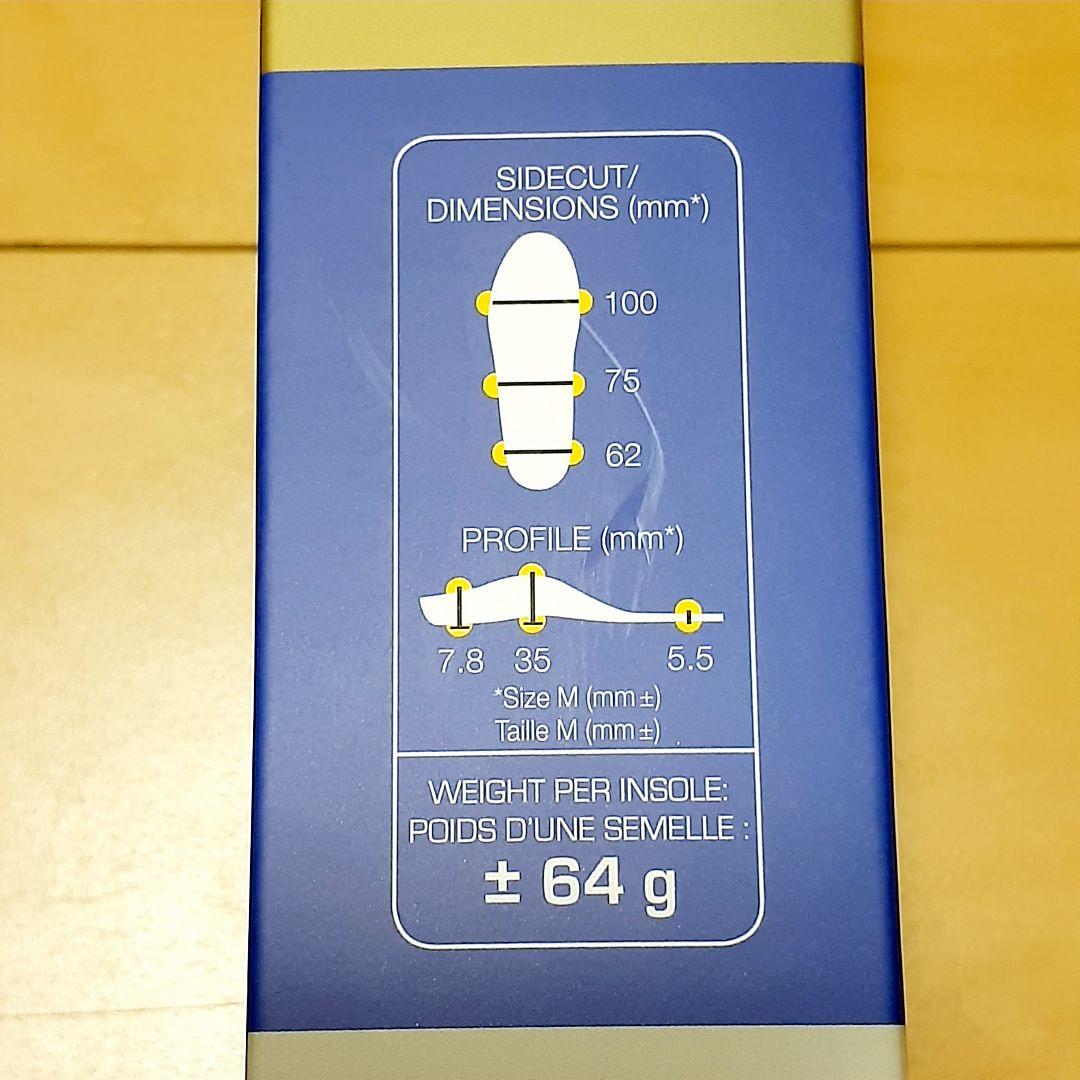 SIDECUT/
DIMENSIONS (mm*)
100
75
62
PROFILE (mm*)
7.8 35 5.5
*Size M (mm±)
Taille M (mm±)
WEIGHT PER INSOLE:
POIDS D'UNE SEMELLE :
± 64 g